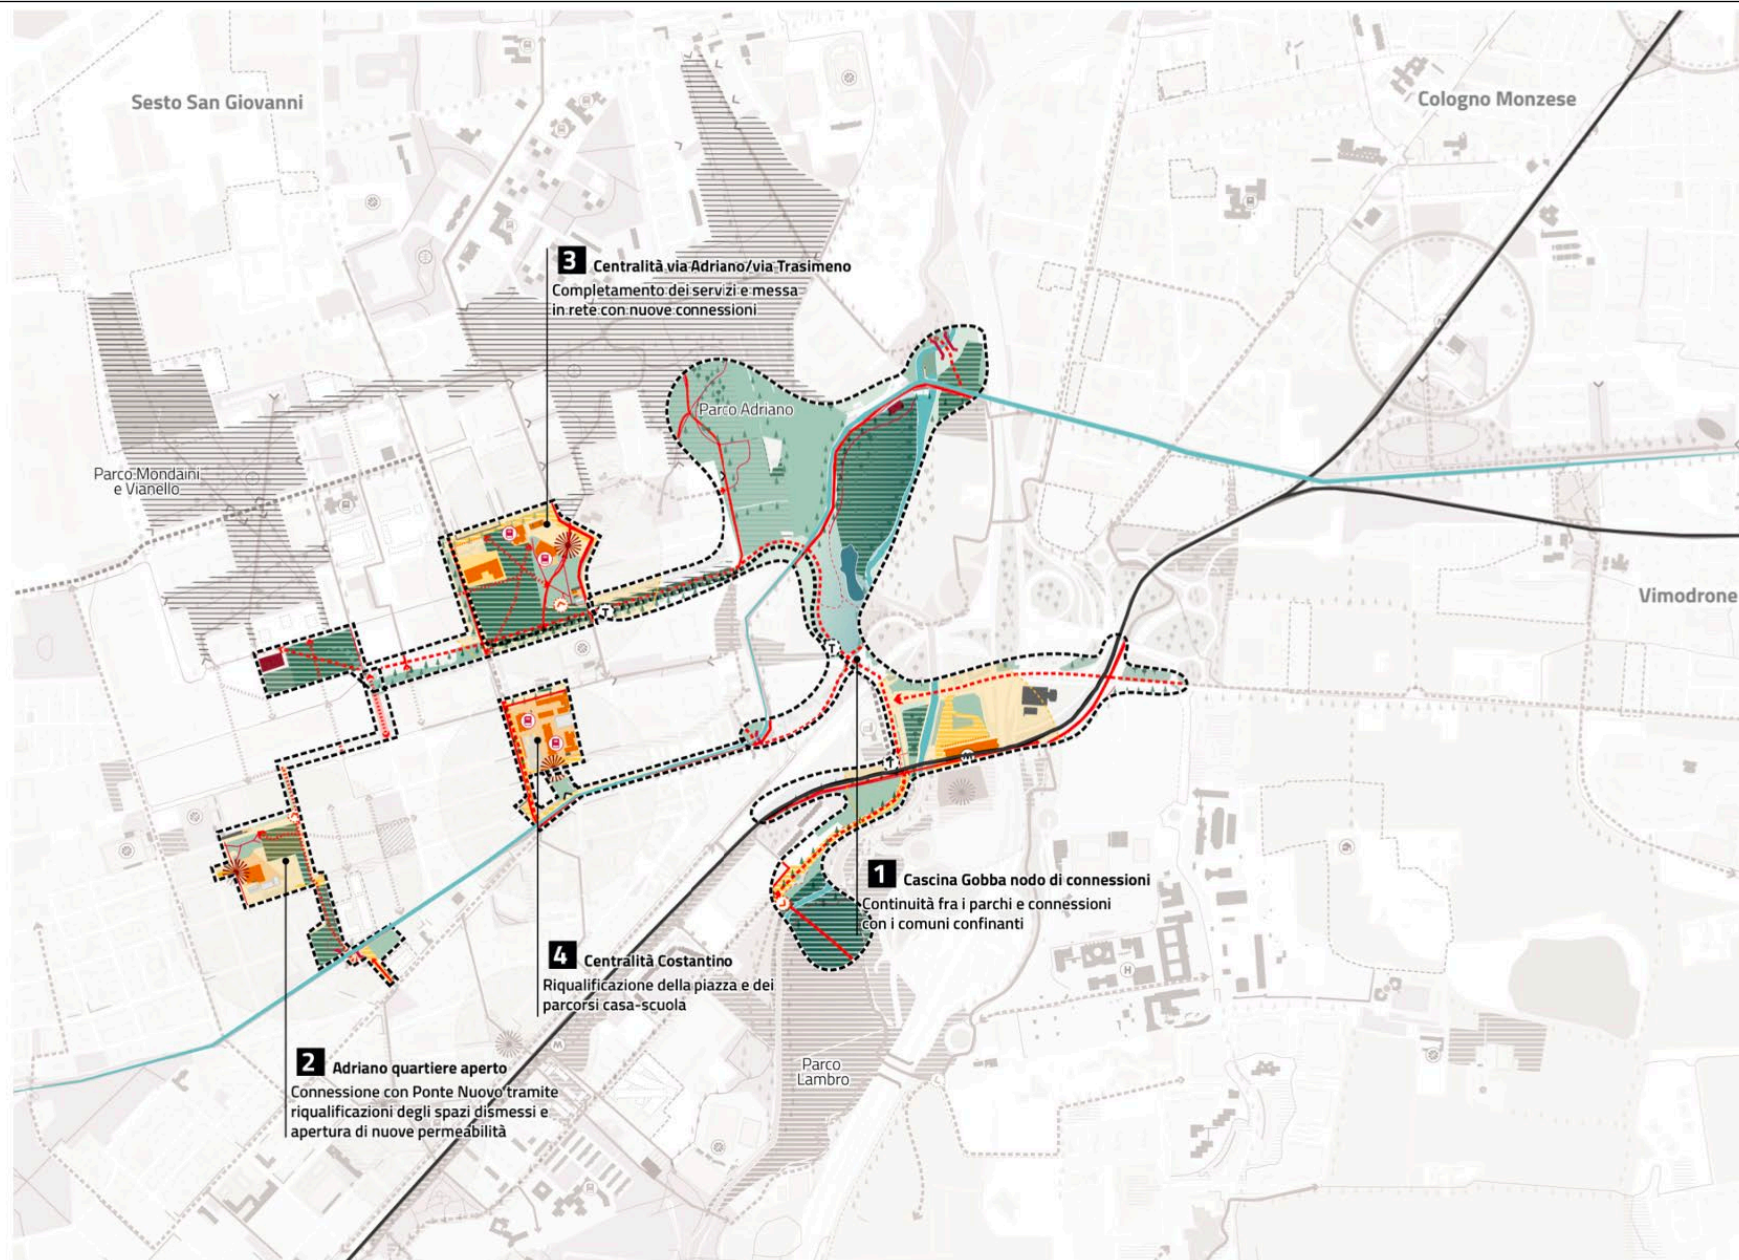 Sesto San Giovanni
Cologno Monzese
3 Centralità via Adriano/via Trasimeno
Completamento dei servizi e messa
in rete con nuove connessioni
Parco Adriano
Parco Mondaini
e Vianello
Vimodrone
T
T
T
T
M
1 Cascina Gobba nodo di connessioni
Continuità fra i parchi e connessioni
con i comuni confinanti
4 Centralità Costantino
Riqualificazione della piazza e dei
parcorsi casa-scuola
H
M
2 Adriano quartiere aperto
Connessione con Ponte Nuovo tramite
riqualificazioni degli spazi dismessi e
apertura di nuove permeabilità
Parco
Lambro